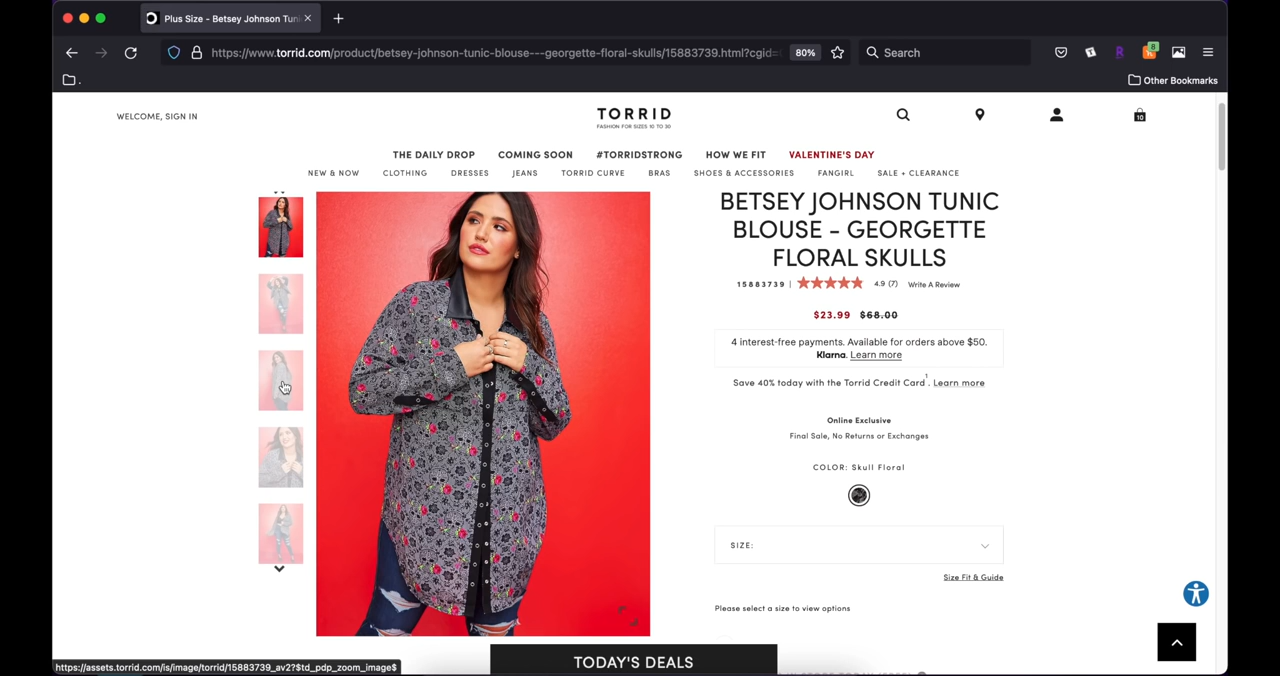 Plus Size - Betsey Johnson Tuni
https://www.torrid.com/product/betsey-johnson-tunic-blouse---georgette-floral-skulls/15883739.html?cgid=
80%
Search
8
Other Bookmarks
WELCOME, SIGN IN
TORRID
FASHION FOR SIZES 10 TO 30
10
THE DAILY DROP COMING SOON #TORRIDSTRONG HOW WE FIT VALENTINE'S DAY
NEW & NOW CLOTHING DRESSES JEANS TORRID CURVE BRAS SHOES & ACCESSORIES FANGIRL SALE + CLEARANCE
BETSEY JOHNSON TUNIC
BLOUSE - GEORGETTE
FLORAL SKULLS
15883739 | 4.9 (7) Write A Review
$23.99 $68.00
4 interest-free payments. Available for orders above $50.
Klarna. Learn more
Save 40% today with the Torrid Credit Card1. Learn more
Online Exclusive
Final Sale, No Returns or Exchanges
COLOR: Skull Floral
SIZE:
Size Fit & Guide
Please select a size to view options
TODAY'S DEALS
https://assets.torrid.com/is/image/torrid/15883739_av2?$td_pdp_zoom_image$